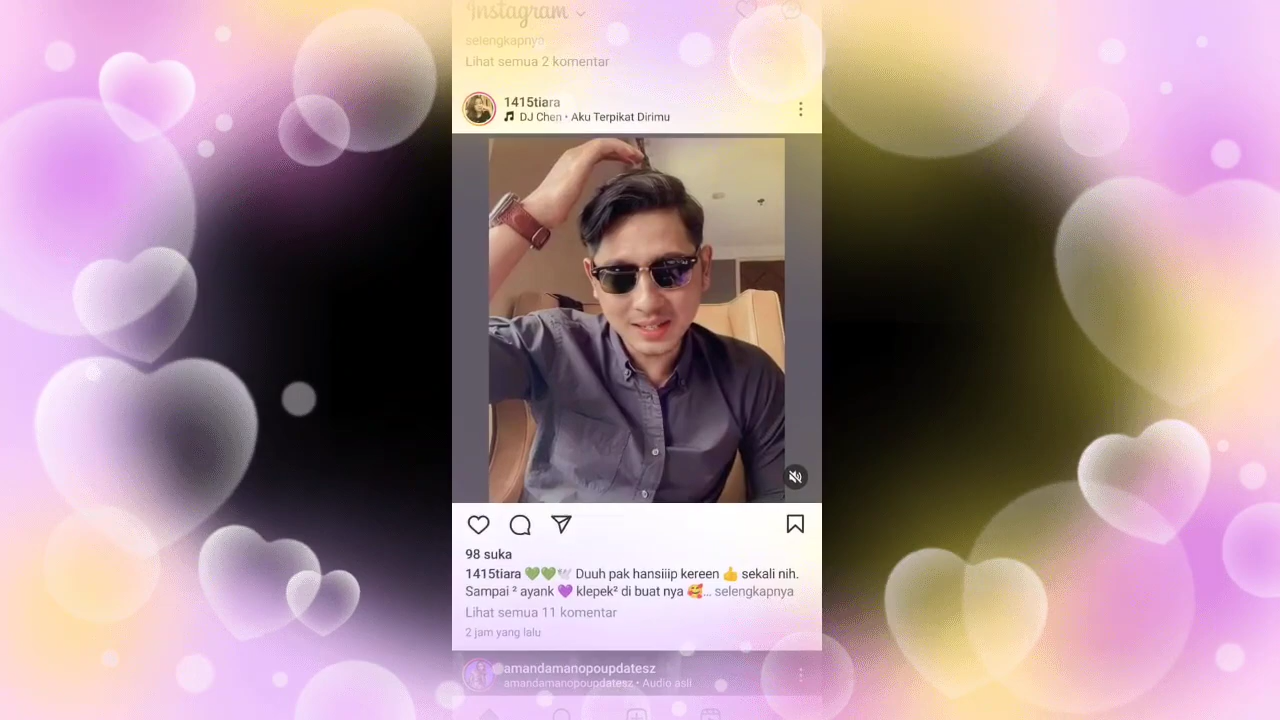 Instagram
selengkapnya
Lihat semua 2 komentar
1415tiara
DJ Chen • Aku Terpikat Dirimu
98 suka
1415tiara 💚💚🕊 Duuh pak hansiiip kereen 👍 sekali nih.
Sampai ² ayank 💜 klepek² di buat nya 🥰... selengkapnya
Lihat semua 11 komentar
2 jam yang lalu
amandamanopoupdatesz
amandamanopoupdatesz • Audio asli